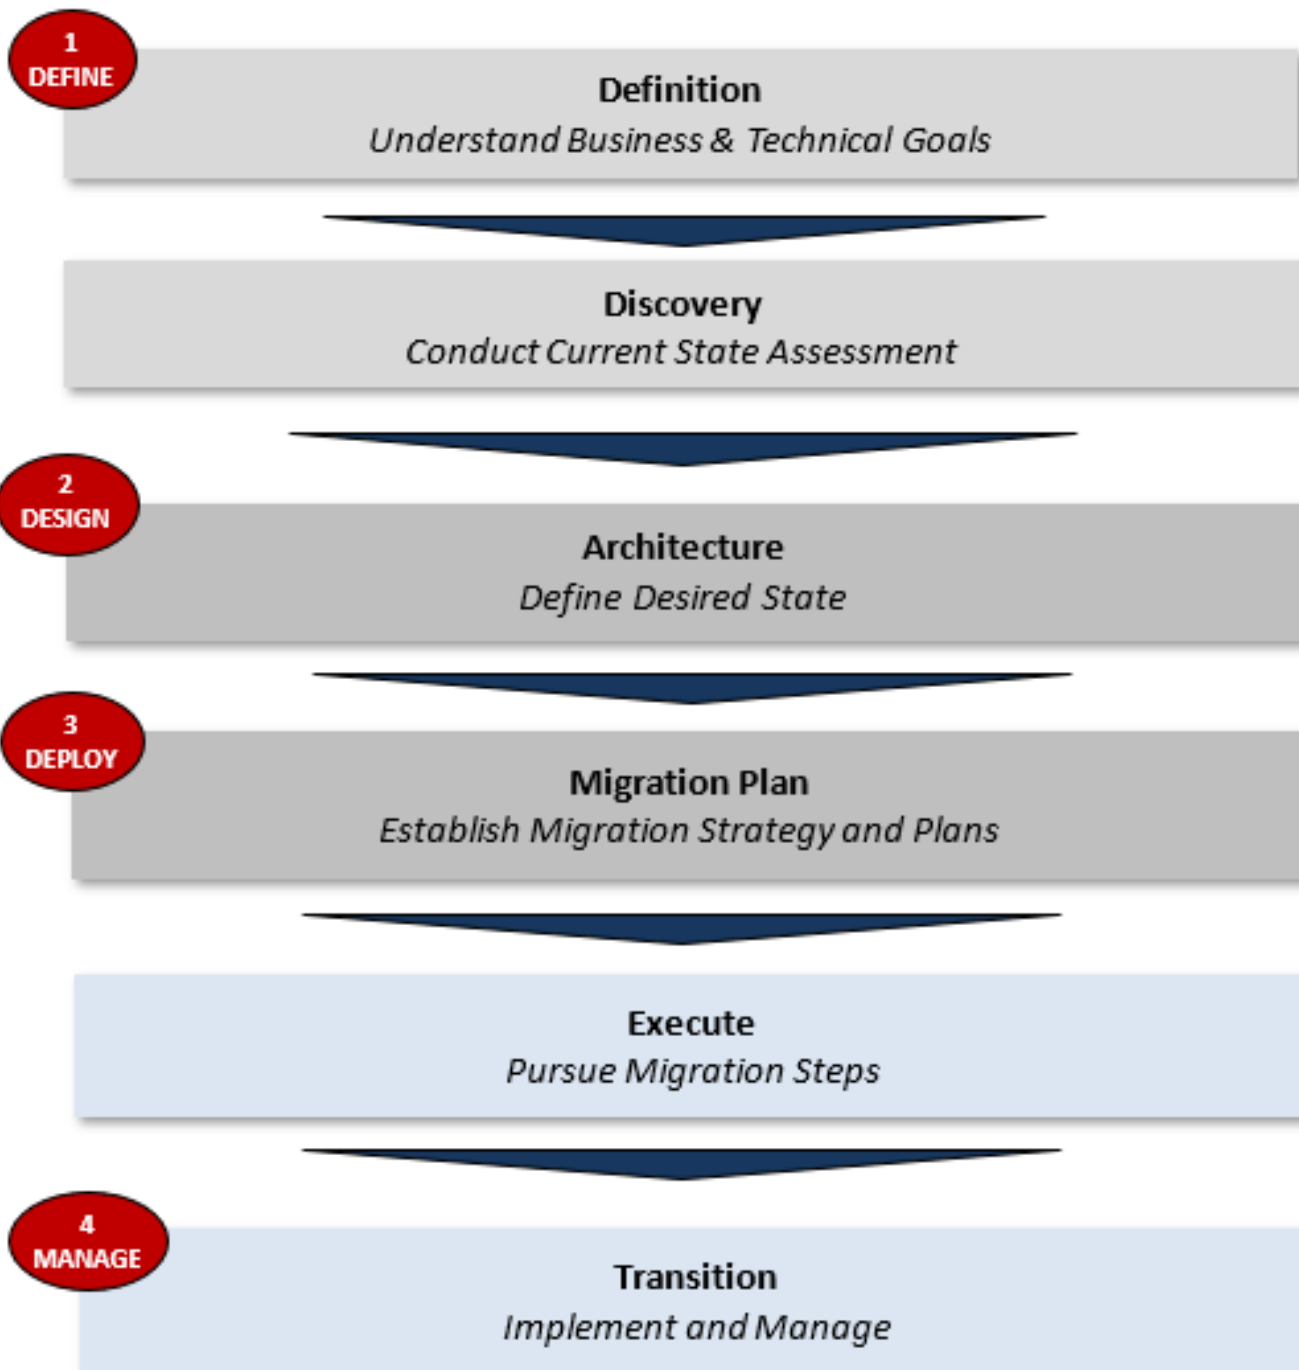 1
DEFINE
Definition
Understand Business & Technical Goals
Discovery
Conduct Current State Assessment
2
DESIGN
Architecture
Define Desired State
3
DEPLOY
Migration Plan
Establish Migration Strategy and Plans
Execute
Pursue Migration Steps
4
MANAGE
Transition
Implement and Manage